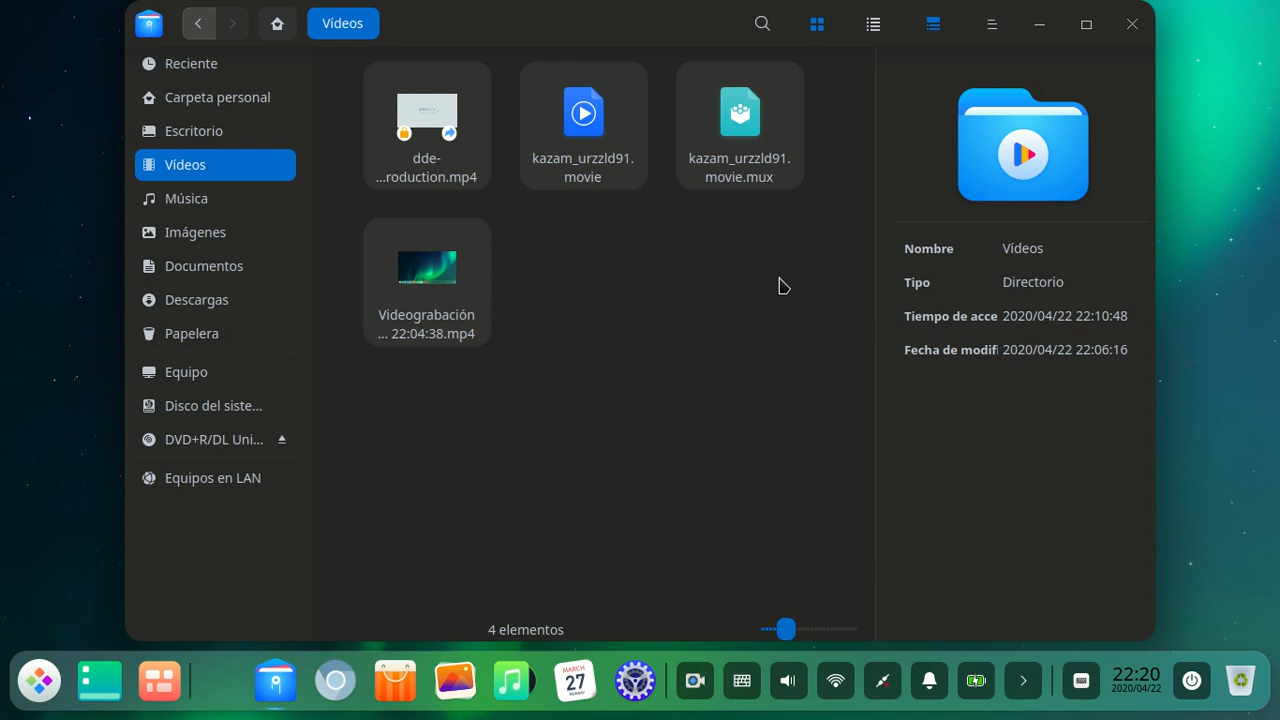 Vídeos
Reciente
Carpeta personal
Escritorio
Vídeos
Música
Imágenes
Documentos
Descargas
Papelera
Equipo
Disco del siste...
DVD+R/DL Uni...
Equipos en LAN
dde-
...roduction.mp4
kazam_urzzld91.
movie
kazam_urzzld91.
movie.mux
Videograbación
... 22:04:38.mp4
4 elementos
Nombre Vídeos
Tipo Directorio
Tiempo de acce 2020/04/22 22:10:48
Fecha de modifi 2020/04/22 22:06:16
MARCH
27
22:20
2020/04/22